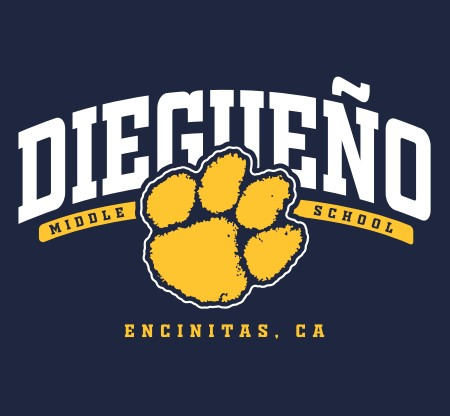 DIEGUEÑO
MIDDLE SCHOOL
ENCINITAS, CA